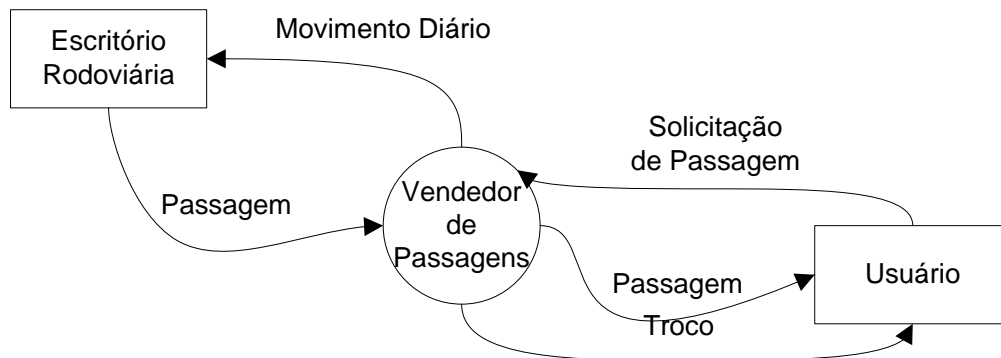 Escritório
Rodoviária
Movimento Diário
Solicitação
de Passagem
Passagem
Vendedor
de
Passagens
Passagem
Troco
Usuário